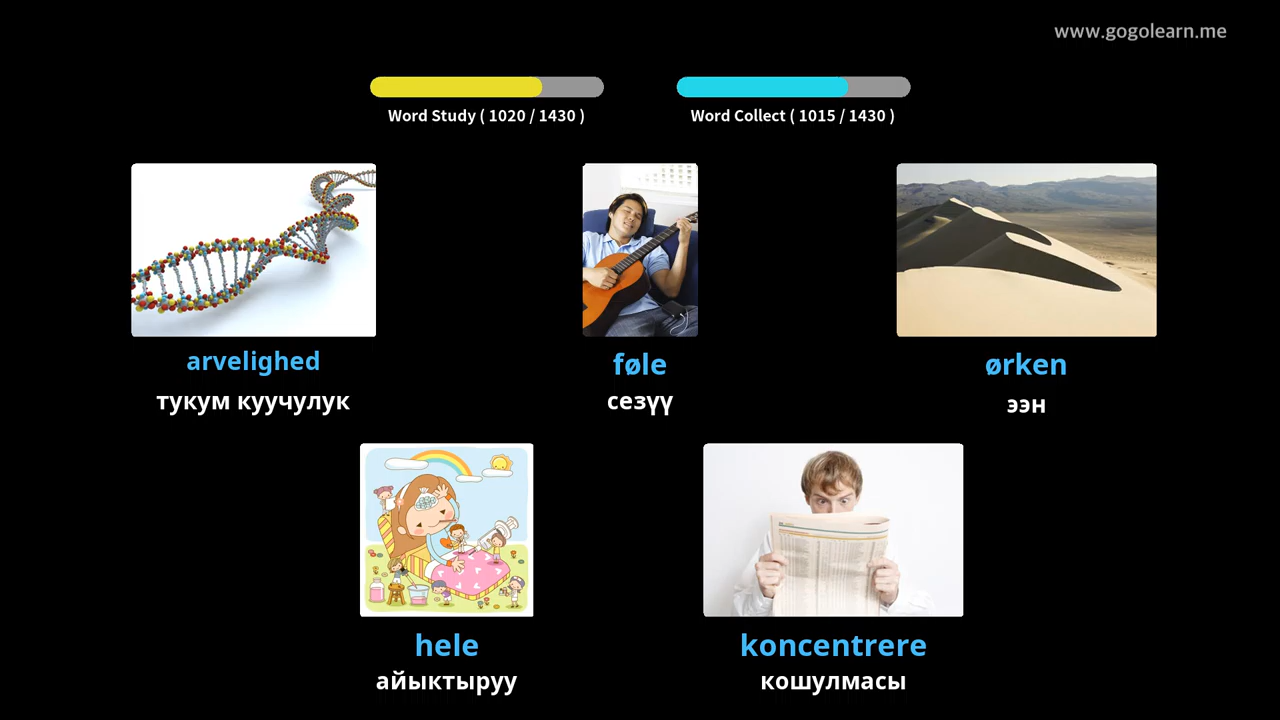 www.gogolearn.me
Word Study ( 1020 / 1430 )
Word Collect ( 1015 / 1430 )
arvelighed
тукум куучулук
føle
сезүү
ørken
ээн
hele
айыктыруу
koncentrere
кошулмасы